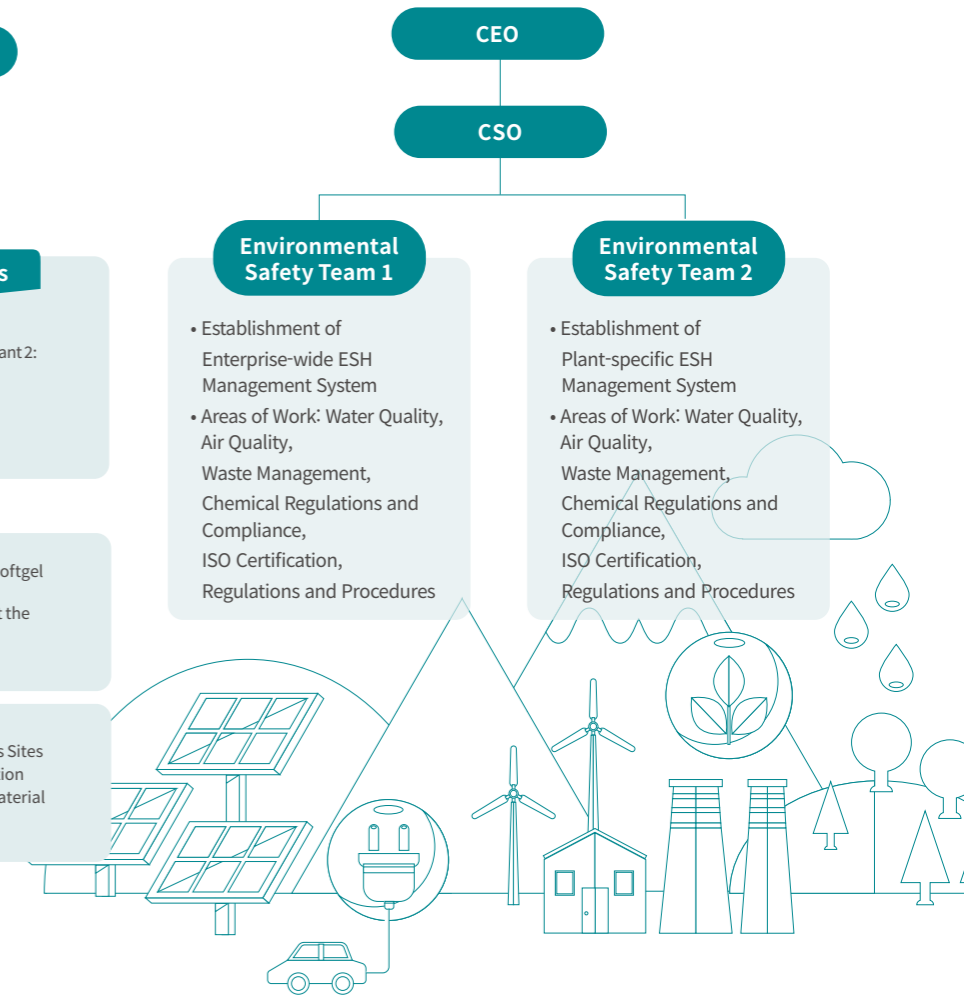 CEO
CSO
Environmental
Safety Team 1
• Establishment of
Enterprise-wide ESH
Management System
• Areas of Work: Water Quality,
Air Quality,
Waste Management,
Chemical Regulations and
Compliance,
ISO Certification,
Regulations and Procedures
Environmental
Safety Team 2
• Establishment of
Plant-specific ESH
Management System
• Areas of Work: Water Quality,
Air Quality,
Waste Management,
Chemical Regulations and
Compliance,
ISO Certification,
Regulations and Procedures
2:
the
Sites